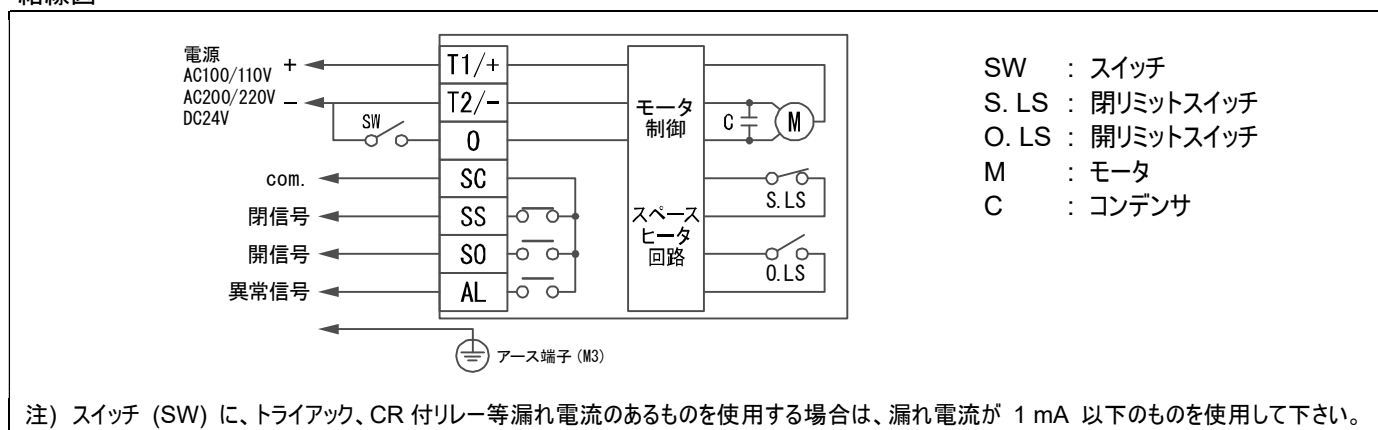 電源
AC100/110V +
AC200/220V −
DC24V
SW
com.
閉信号
開信号
異常信号
T1/+
T2/-
O
SC
SS
SO
AL
モータ
制御
スペース
ヒータ
回路
C
M
S.LS
O.LS
アース端子 (M3)
SW : スイッチ
S. LS : 閉リミットスイッチ
O. LS : 開リミットスイッチ
M : モータ
C : コンデンサ
注) スイッチ (SW) に、トライアック、CR 付リレー等漏れ電流のあるものを使用する場合は、漏れ電流が 1 mA 以下のものを使用して下さい。